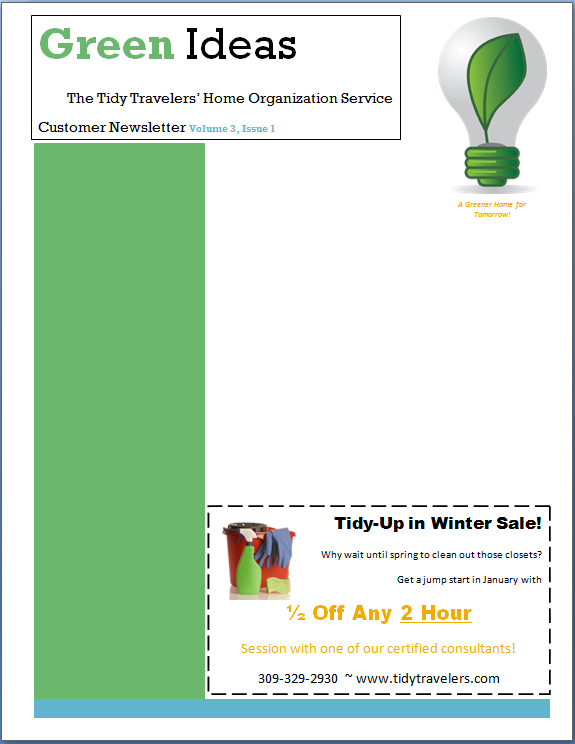 Green Ideas
The Tidy Travelers’ Home Organization Service
Customer Newsletter Volume 3, Issue 1
A Greener Home for
Tomorrow!
Tidy-Up in Winter Sale!
Why wait until spring to clean out those closets?
Get a jump start in January with
½ Off Any 2 Hour
Session with one of our certified consultants!
309-329-2930 ~ www.tidytravelers.com